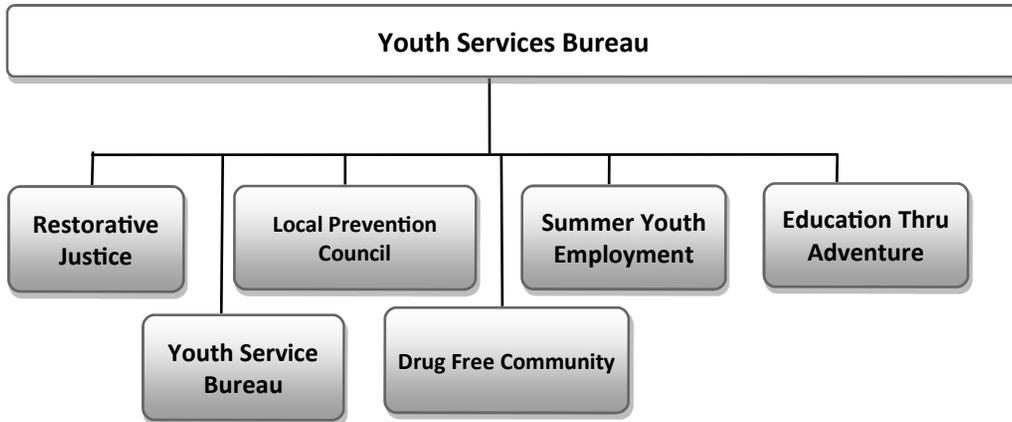 Youth Services Bureau
Restorative
Justice
Local Prevention
Council
Summer Youth
Employment
Education Thru
Adventure
Youth Service
Bureau
Drug Free Community